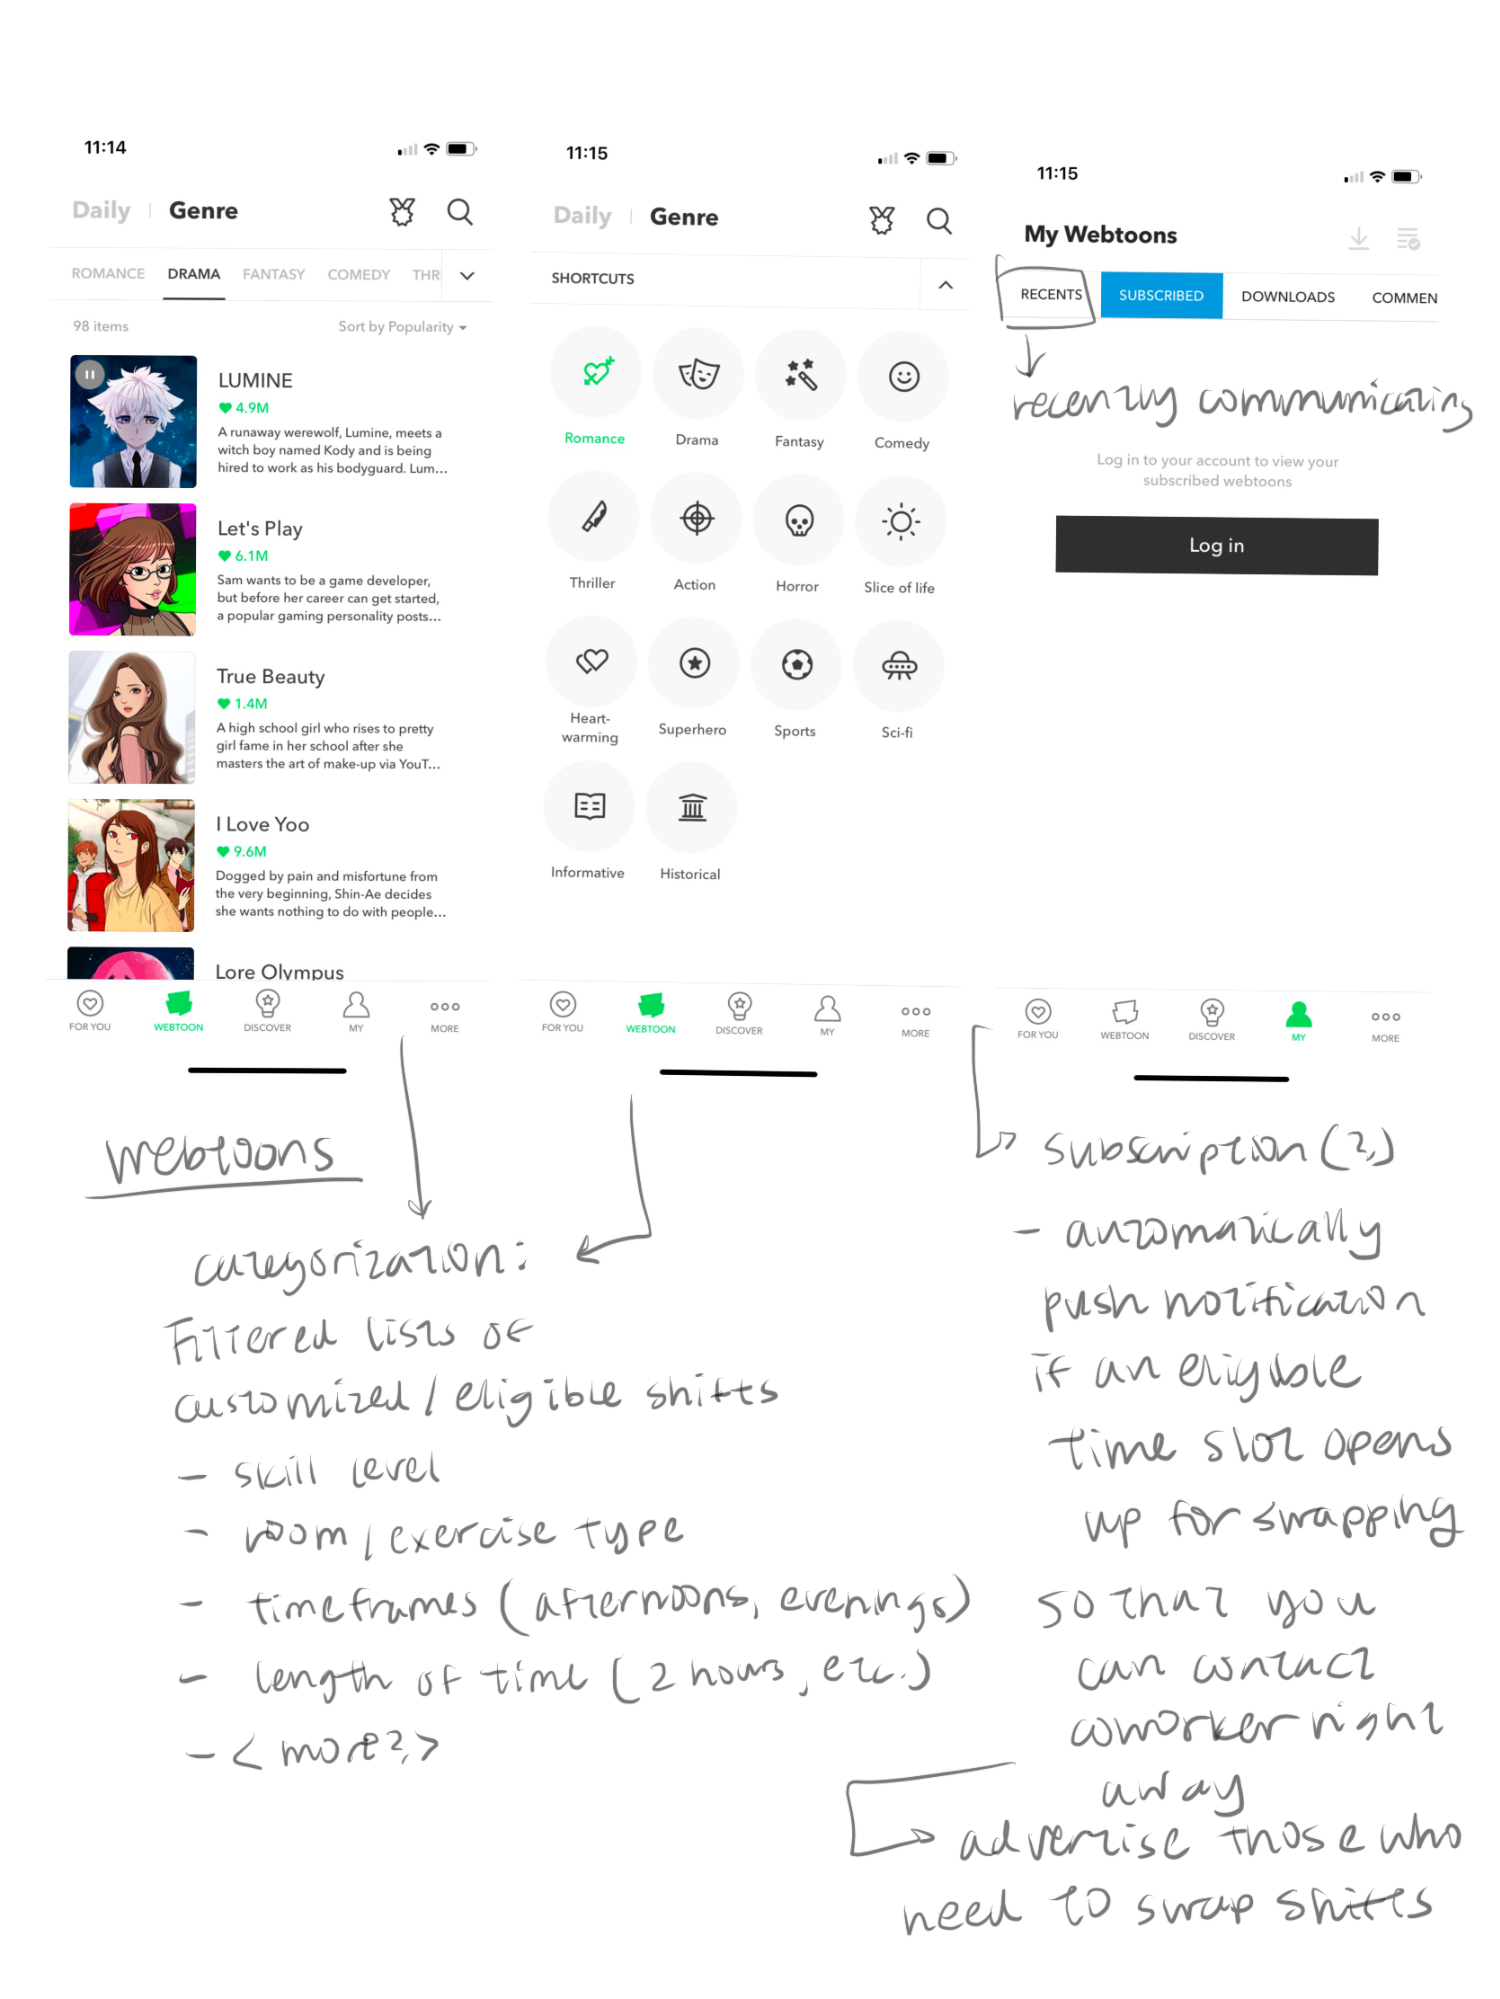 11:14
Daily | Genre
ROMANCE DRAMA FANTASY COMEDY THR
98 items Sort by Popularity
LUMINE
4.9M
A runaway werewolf, Lumine, meets a
witch boy named Kody and is being
hired to work as his bodyguard. Lum...
Let's Play
6.1M
Sam wants to be a game developer,
but before her career can get started,
a popular gaming personality posts...
True Beauty
1.4M
A high school girl who rises to pretty
girl fame in her school after she
masters the art of make-up via YouT...
I Love Yoo
9.6M
Dogged by pain and misfortune from
the very beginning, Shin-Ae decides
she wants nothing to do with people...
Lore Olympus
FOR YOU WEBTOON DISCOVER MY MORE
11:15
Daily | Genre
SHORTCUTS
Romance Drama Fantasy Comedy
Thriller Action Horror Slice of life
Heart-
warming Superhero Sports Sci-fi
Informative Historical
FOR YOU WEBTOON DISCOVER MY MORE
11:15
My Webtoons
RECENTS SUBSCRIBED DOWNLOADS COMMEN
recently communicating
Log in to your account to view your
subscribed webtoons
Log in
FOR YOU WEBTOON DISCOVER MY MORE
webtoons
categorization:
Filtered lists of
customized / eligible shifts
- skill level
- room / exercise type
- timeframes (afternoons, evenings)
- length of time (2 hours, etc.)
- < more?>
subscription (?)
- automatically
push notification
if an eligible
time slot opens
up for swapping
so that you
can contact
coworker right
away
advertise those who
need to swap shifts